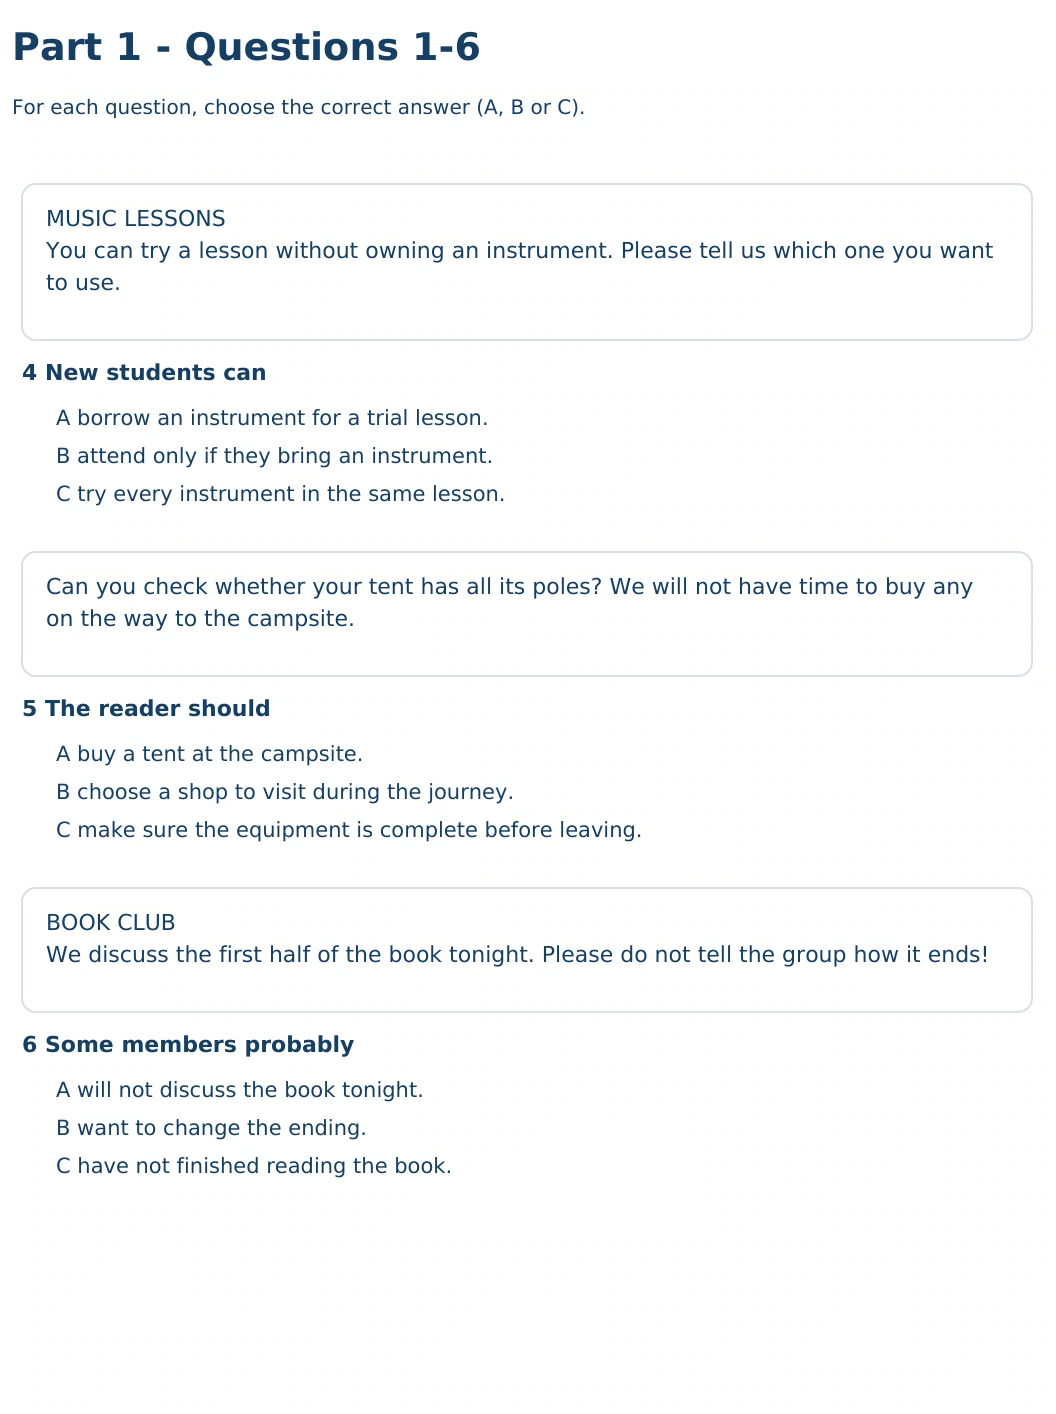 Part 1 - Questions 1-6
For each question, choose the correct answer (A, B or C).
MUSIC LESSONS
You can try a lesson without owning an instrument. Please tell us which one you want
to use.
4 New students can
A borrow an instrument for a trial lesson.
B attend only if they bring an instrument.
C try every instrument in the same lesson.
Can you check whether your tent has all its poles? We will not have time to buy any
on the way to the campsite.
5 The reader should
A buy a tent at the campsite.
B choose a shop to visit during the journey.
C make sure the equipment is complete before leaving.
BOOK CLUB
We discuss the first half of the book tonight. Please do not tell the group how it ends!
6 Some members probably
A will not discuss the book tonight.
B want to change the ending.
C have not finished reading the book.